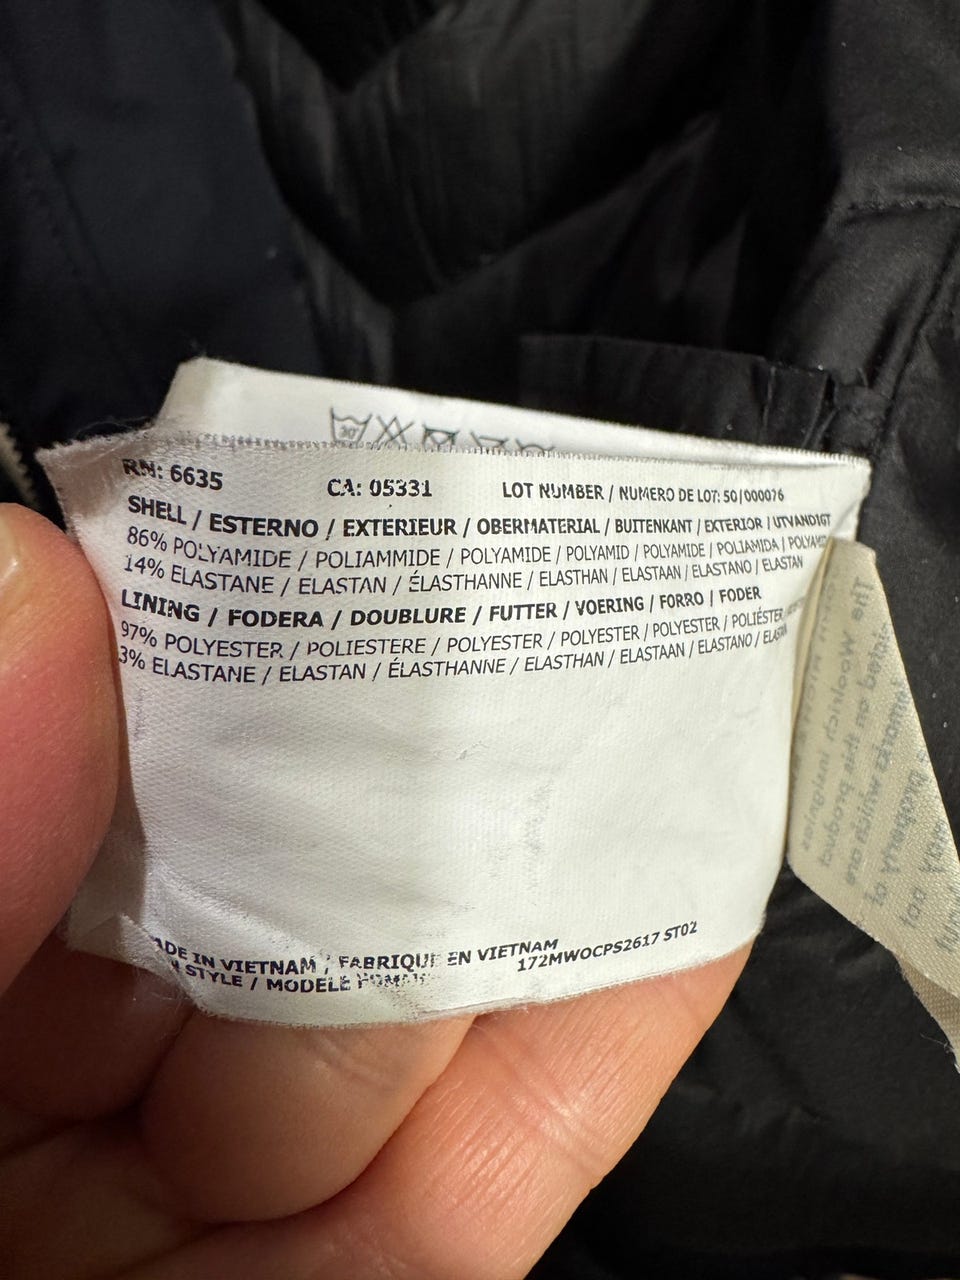 30
RN: 6635 CA: 05331 LOT NUMBER / NUMERO DE LOT: 50/000076
SHELL / ESTERNO / EXTERIEUR / OBERMATERIAL / BUITENKANT / EXTERIOR / UTVANDIGT
86% POLYAMIDE / POLIAMMIDE / POLYAMIDE / POLYAMID / POLYAMIDE / POLIAMIDA / POLYAMID
14% ELASTANE / ELASTAN / ÉLASTHANNE / ELASTHAN / ELASTAAN / ELASTANO / ELASTAN
LINING / FODERA / DOUBLURE / FUTTER / VOERING / FORRO / FODER
97% POLYESTER / POLIESTERE / POLYESTER / POLYESTER / POLYESTER / POLIÉSTER
3% ELASTANE / ELASTAN / ÉLASTHANNE / ELASTHAN / ELASTAAN / ELASTANO /
ADE IN VIETNAM / FABRIQUE EN VIETNAM
STYLE / MODELE 172MWOCPS2617 ST02